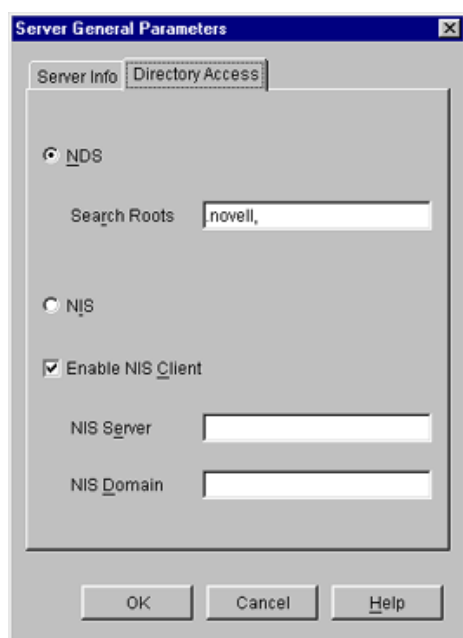 Server General Parameters
Server Info Directory Access
NDS
Search Roots .novell,
NIS
Enable NIS Client
NIS Server
NIS Domain
OK Cancel Help